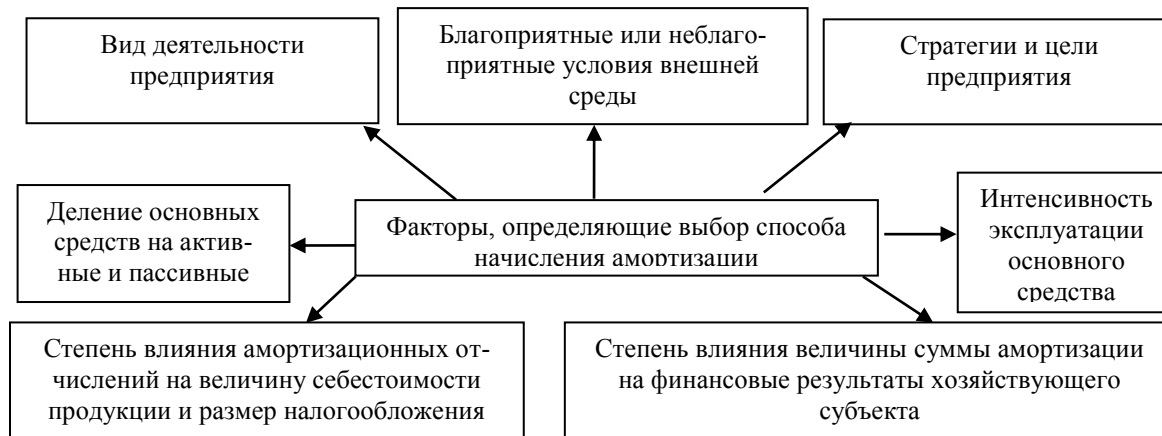 Вид деятельности
предприятия
Благоприятные или неблаго-
приятные условия внешней
среды
Стратегии и цели
предприятия
Деление основных
средств на актив-
ные и пассивные
Факторы, определяющие выбор способа
начисления амортизации
Интенсивность
эксплуатации
основного
средства
Степень влияния амортизационных от-
числений на величину себестоимости
продукции и размер налогообложения
Степень влияния величины суммы амортизации
на финансовые результаты хозяйствующего
субъекта